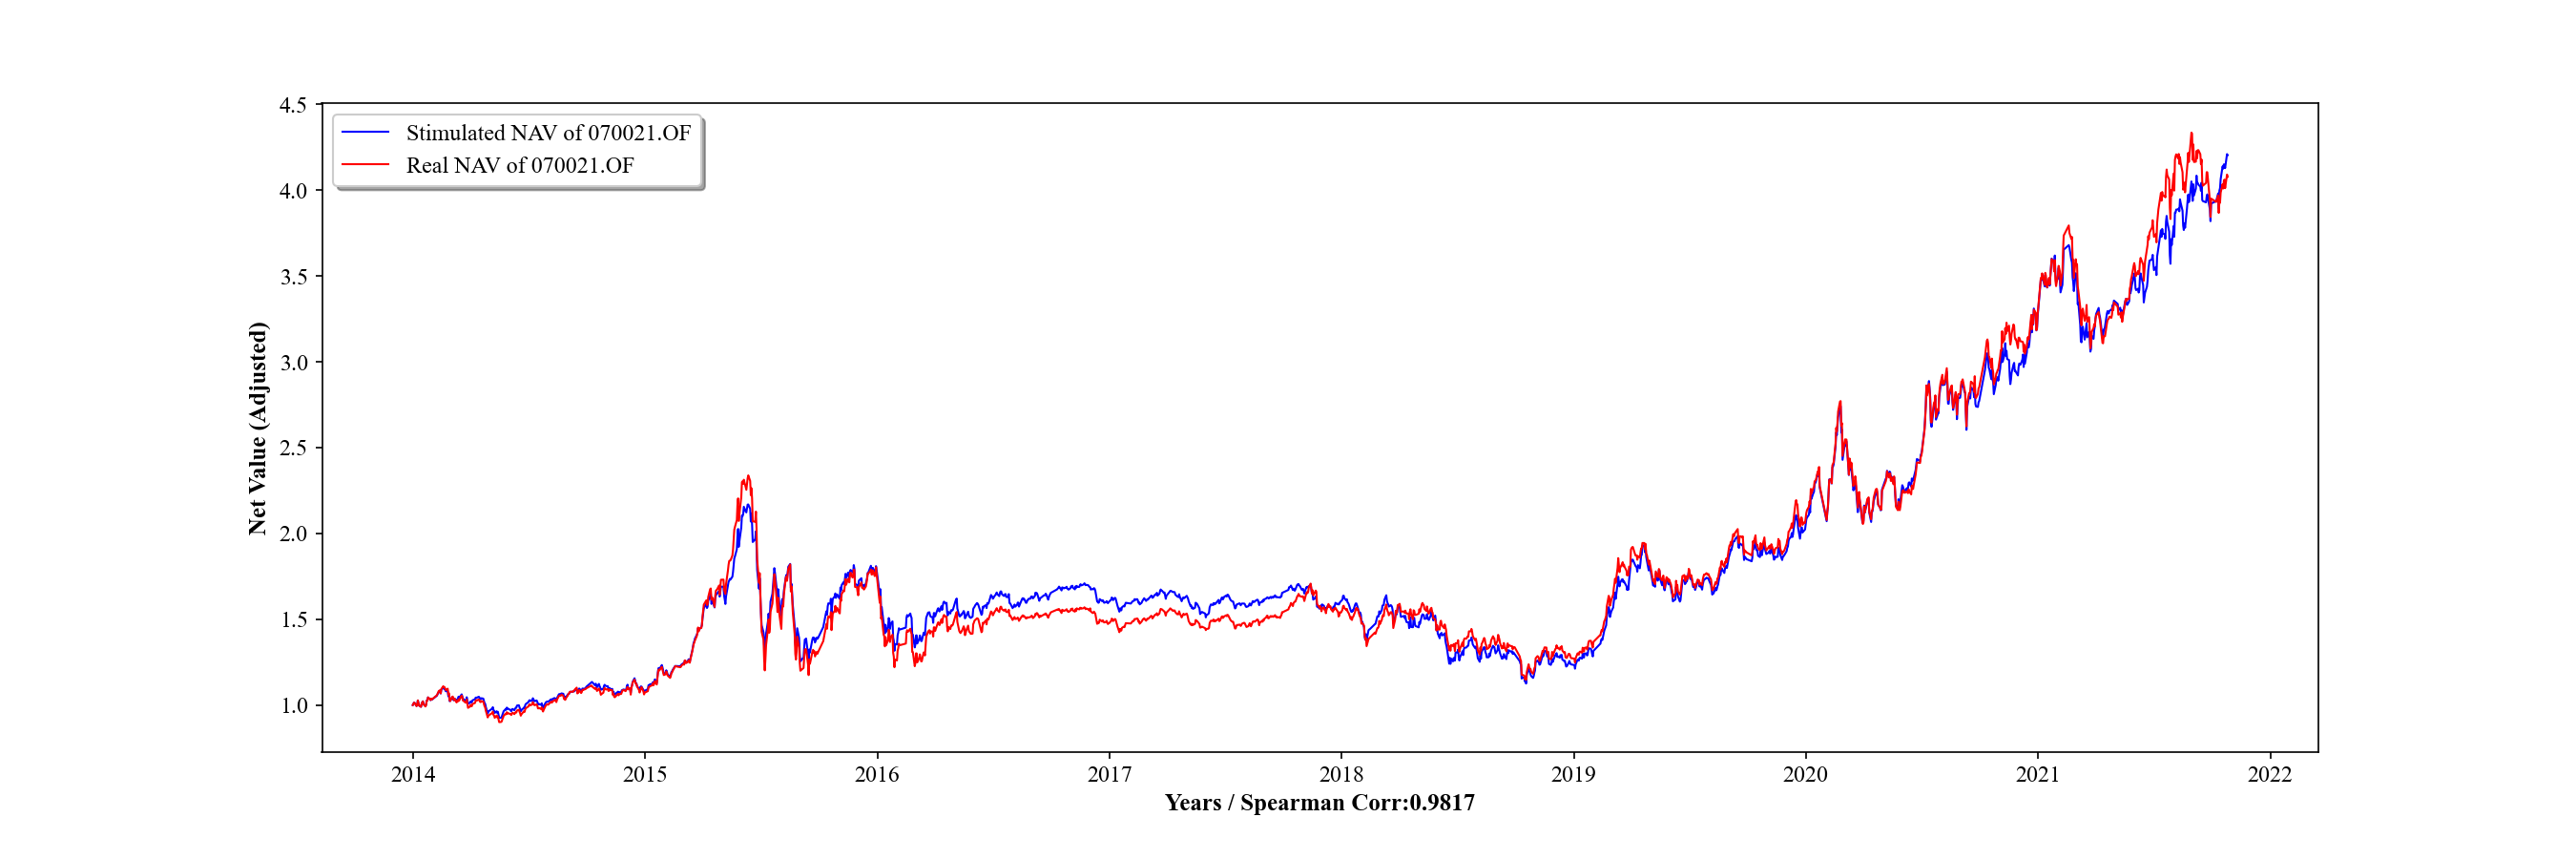 4.5
4.0
3.5
3.0
2.5
2.0
1.5
1.0
Net Value (Adjusted)
Stimulated NAV of 070021.OF
Real NAV of 070021.OF
2014 2015 2016 2017 2018 2019 2020 2021 2022
Years / Spearman Corr:0.9817